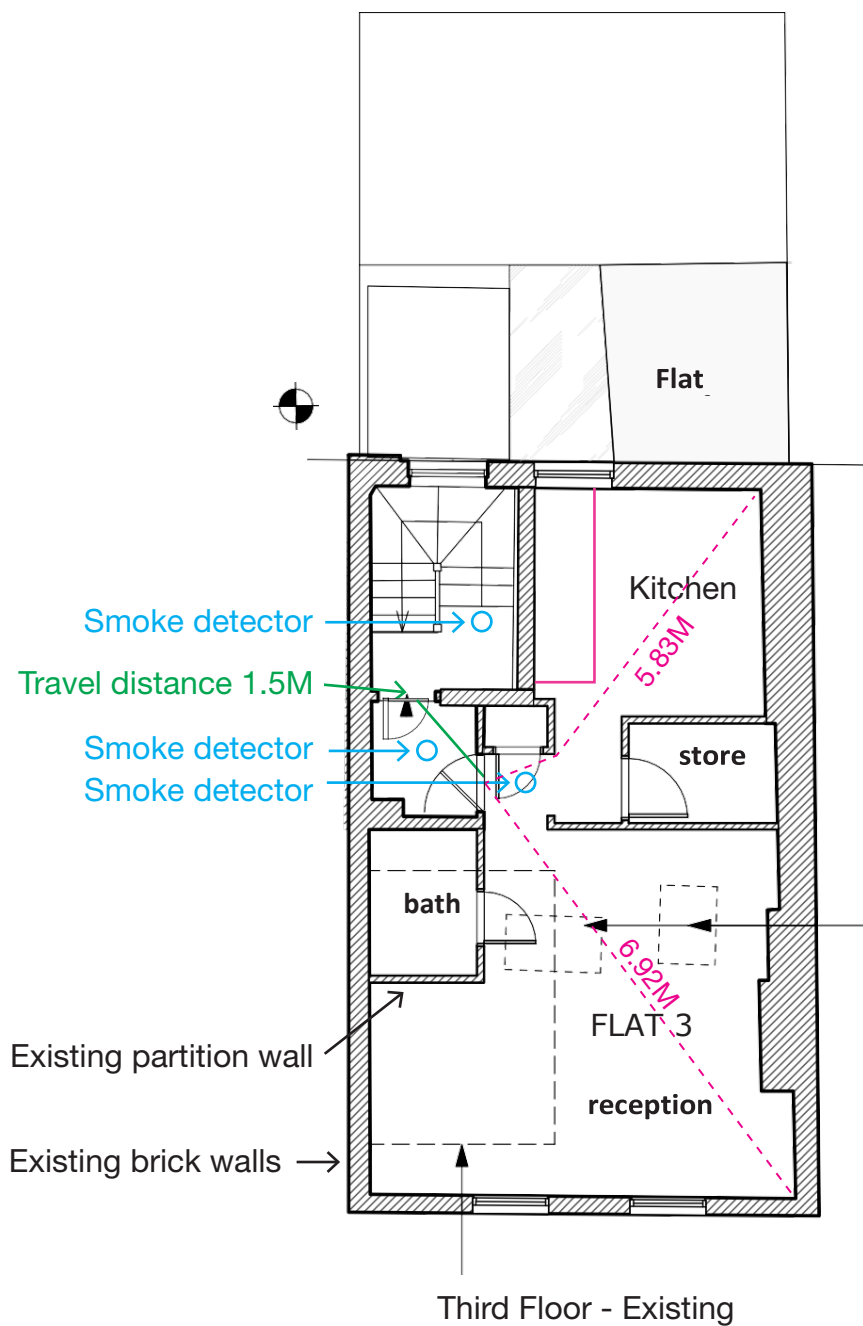 Flat
Kitchen
Smoke detector
5.83M
Travel distance 1.5M
Smoke detector
store
Smoke detector
bath
6.92M
FLAT 3
Existing partition wall
reception
Existing brick walls
Third Floor - Existing